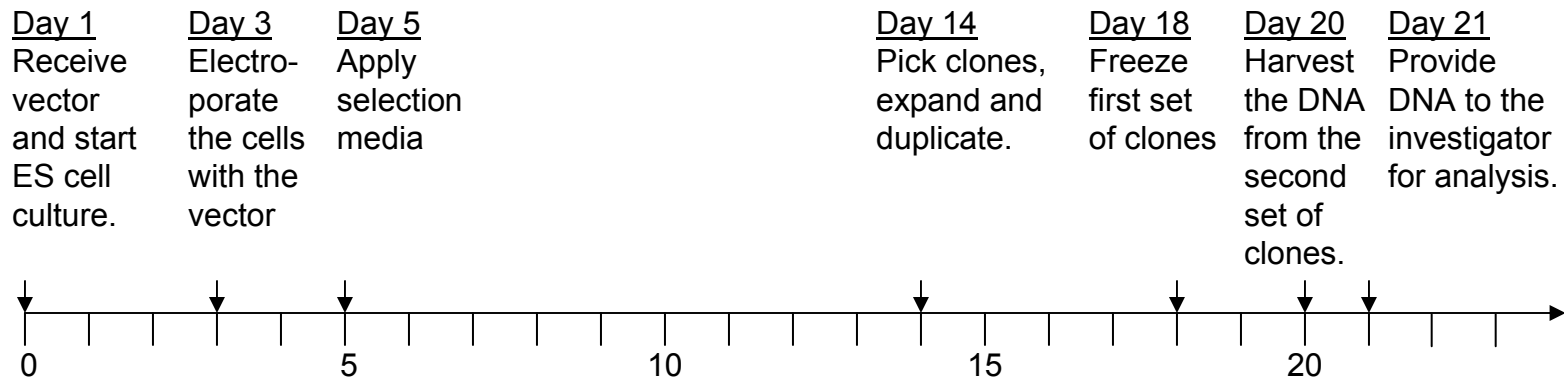 Day 1
Receive
vector
and start
ES cell
culture.
Day 3
Electro-
porate
the cells
with the
vector
Day 5
Apply
selection
media
Day 14
Pick clones,
expand and
duplicate.
Day 18
Freeze
first set
of clones
Day 20
Harvest
the DNA
from the
second
set of
clones.
Day 21
Provide
DNA to the
investigator
for analysis.
0 5 10 15 20